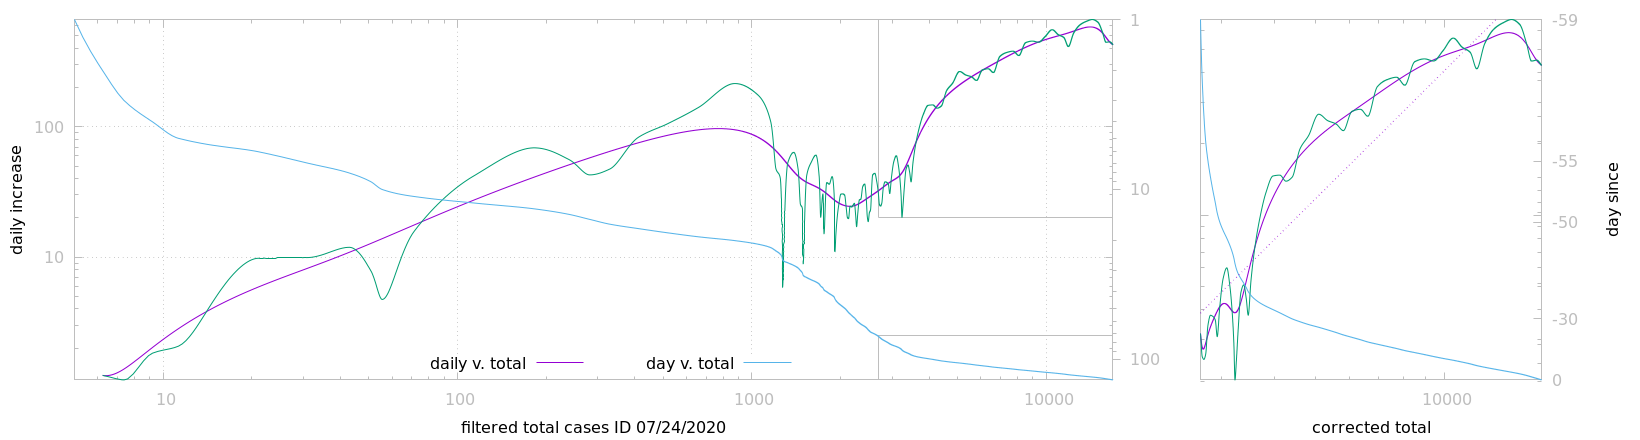 daily increase
100
10
daily v. total
day v. total
10
100
1000
10000
filtered total cases ID 07/24/2020
1
10
100
10000
corrected total
-59
-55
-50
-30
0
day since